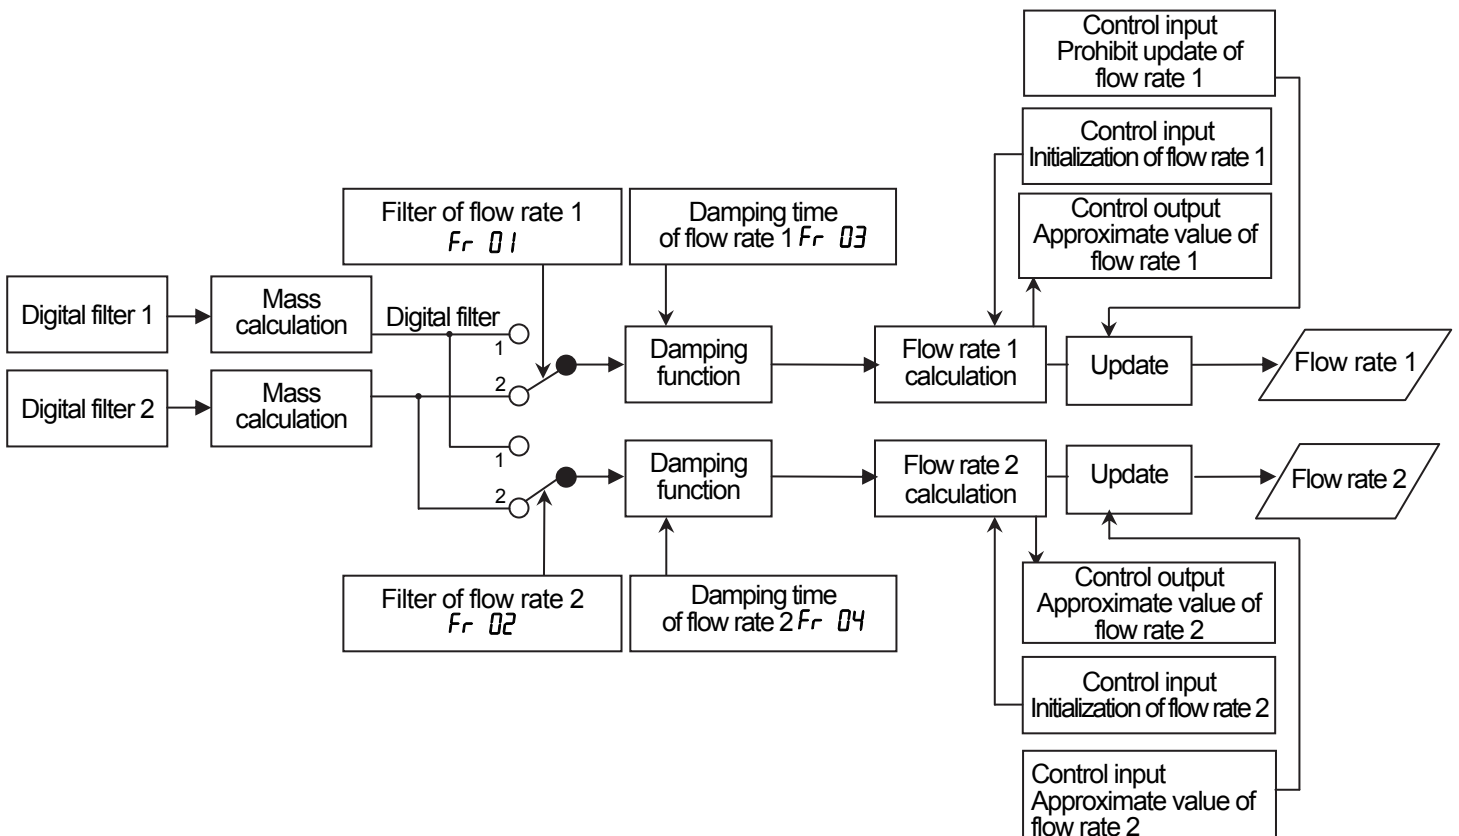 Control input
Prohibit update of
flow rate 1
Control input
Initialization of flow rate 1
Filter of flow rate 1
Fr 01
Damping time
of flow rate 1 Fr 03
Control output
Approximate value of
flow rate 1
Digital filter 1
Mass
calculation
Digital filter
1
2
Damping
function
Flow rate 1
calculation
Update
Flow rate 1
Digital filter 2
Mass
calculation
1
2
Damping
function
Flow rate 2
calculation
Update
Flow rate 2
Filter of flow rate 2
Fr 02
Damping time
of flow rate 2 Fr 04
Control output
Approximate value of
flow rate 2
Control input
Initialization of flow rate 2
Control input
Approximate value of
flow rate 2